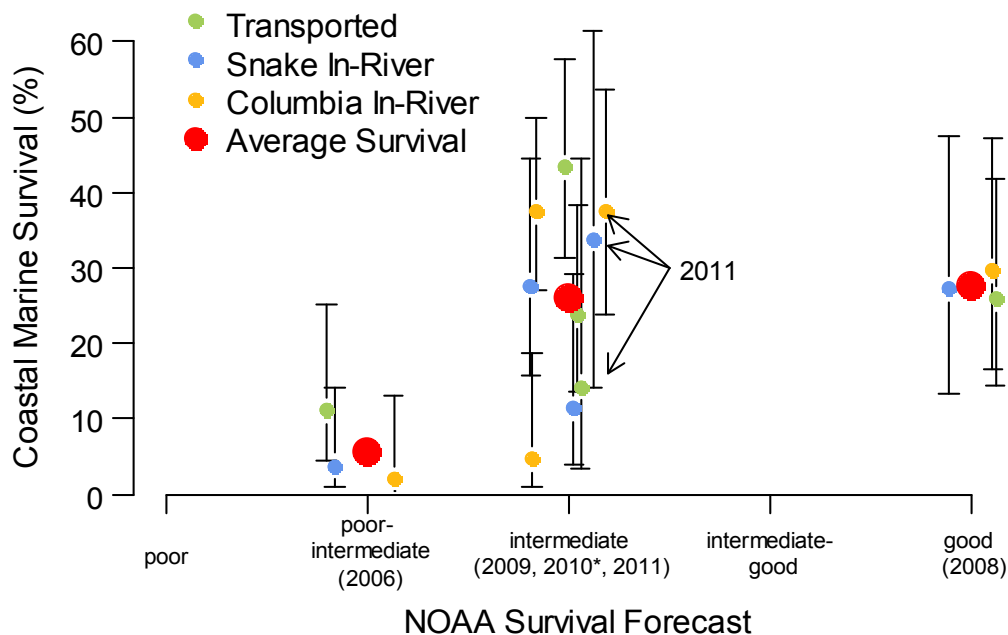 Transported
Snake In-River
Columbia In-River
Average Survival
Coastal Marine Survival (%)
60
50
40
30
20
10
0
2011
poor
poor-
intermediate
(2006)
intermediate
(2009, 2010*, 2011)
intermediate-
good
good
(2008)
NOAA Survival Forecast